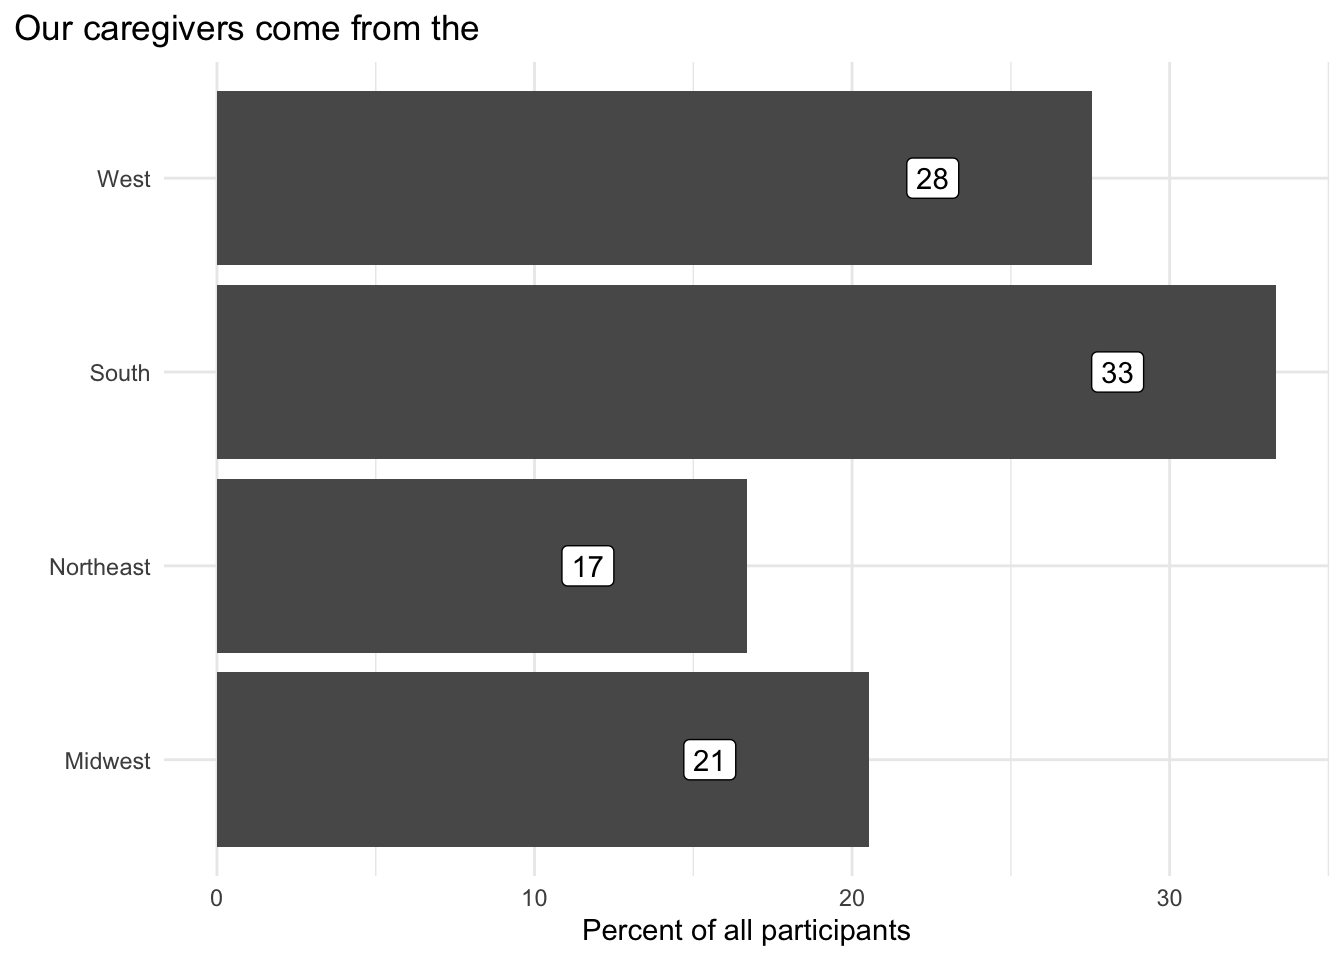 Our caregivers come from the
West
28
South
33
Northeast
17
Midwest
21
0 10 20 30
Percent of all participants